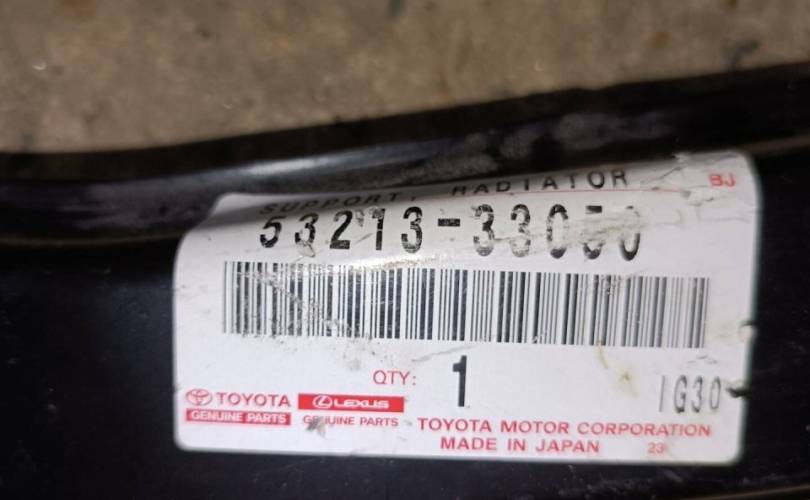 SUPPORT, RADIATOR BJ
53213-33050
QTY: 1
1G30
TOYOTA LEXUS
GENUINE PARTS GENUINE PARTS
TOYOTA MOTOR CORPORATION
MADE IN JAPAN 23